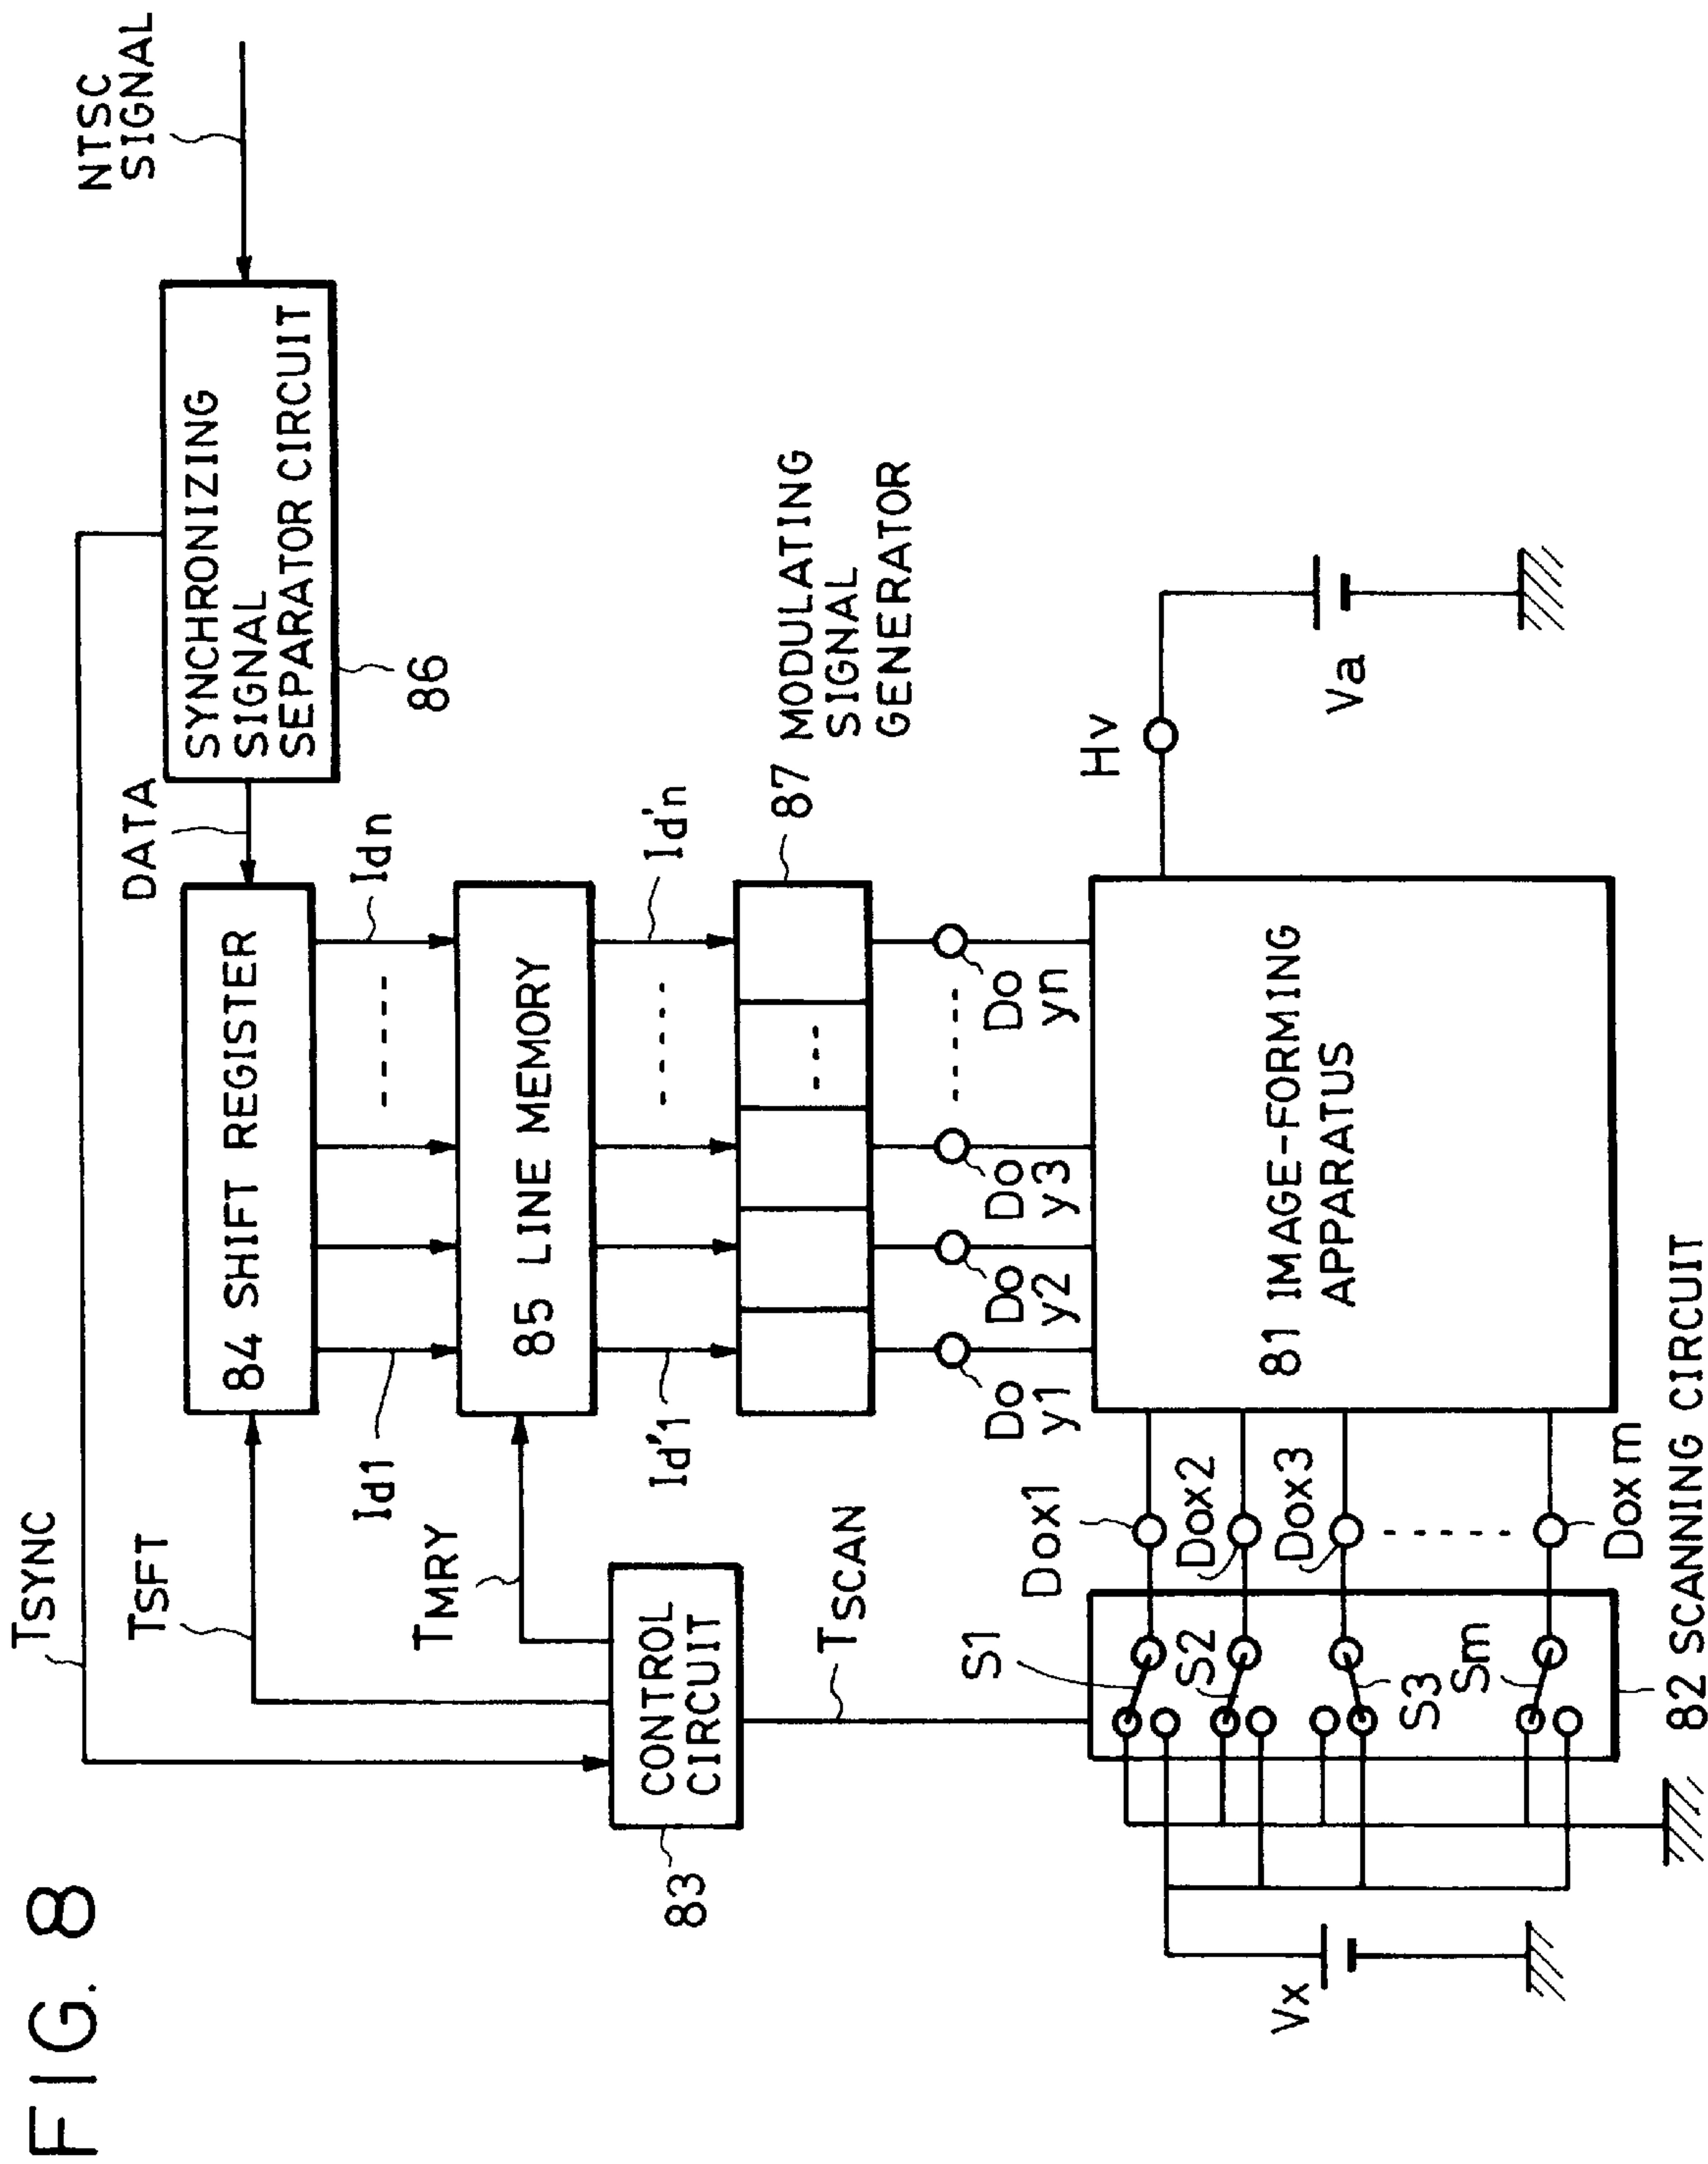 FIG. 8
TSYNC
NTSC
SIGNAL
TSFT
DATA
SYNCHRONIZING
SIGNAL
SEPARATOR CIRCUIT
86
84 SHIFT REGISTER
Id1
Idn
TMRY
85 LINE MEMORY
Id'1
Id'n
CONTROL
CIRCUIT
83
87 MODULATING
SIGNAL
GENERATOR
TSCAN
Do
y1
Do
y2
Do
y3
Do
yn
S1
Dox1
S2
Dox2
S3
Dox3
Sm
Doxm
81 IMAGE-FORMING
APPARATUS
Hv
Va
Vx
82 SCANNING CIRCUIT